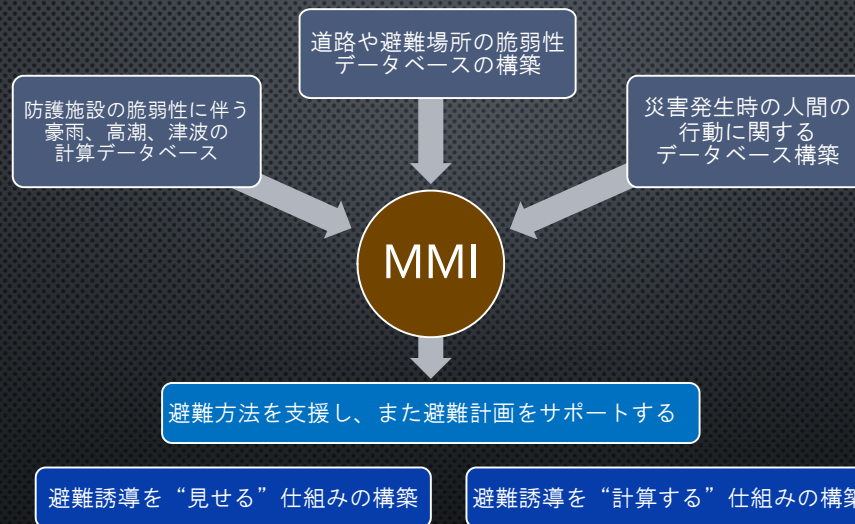 道路や避難場所の脆弱性
データベースの構築
防護施設の脆弱性に伴う
豪雨、高潮、津波の
計算データベース
災害発生時の人間の
行動に関する
データベース構築
MMI
避難方法を支援し、また避難計画をサポートする
避難誘導を“見せる”仕組みの構築
避難誘導を“計算する”仕組みの構築